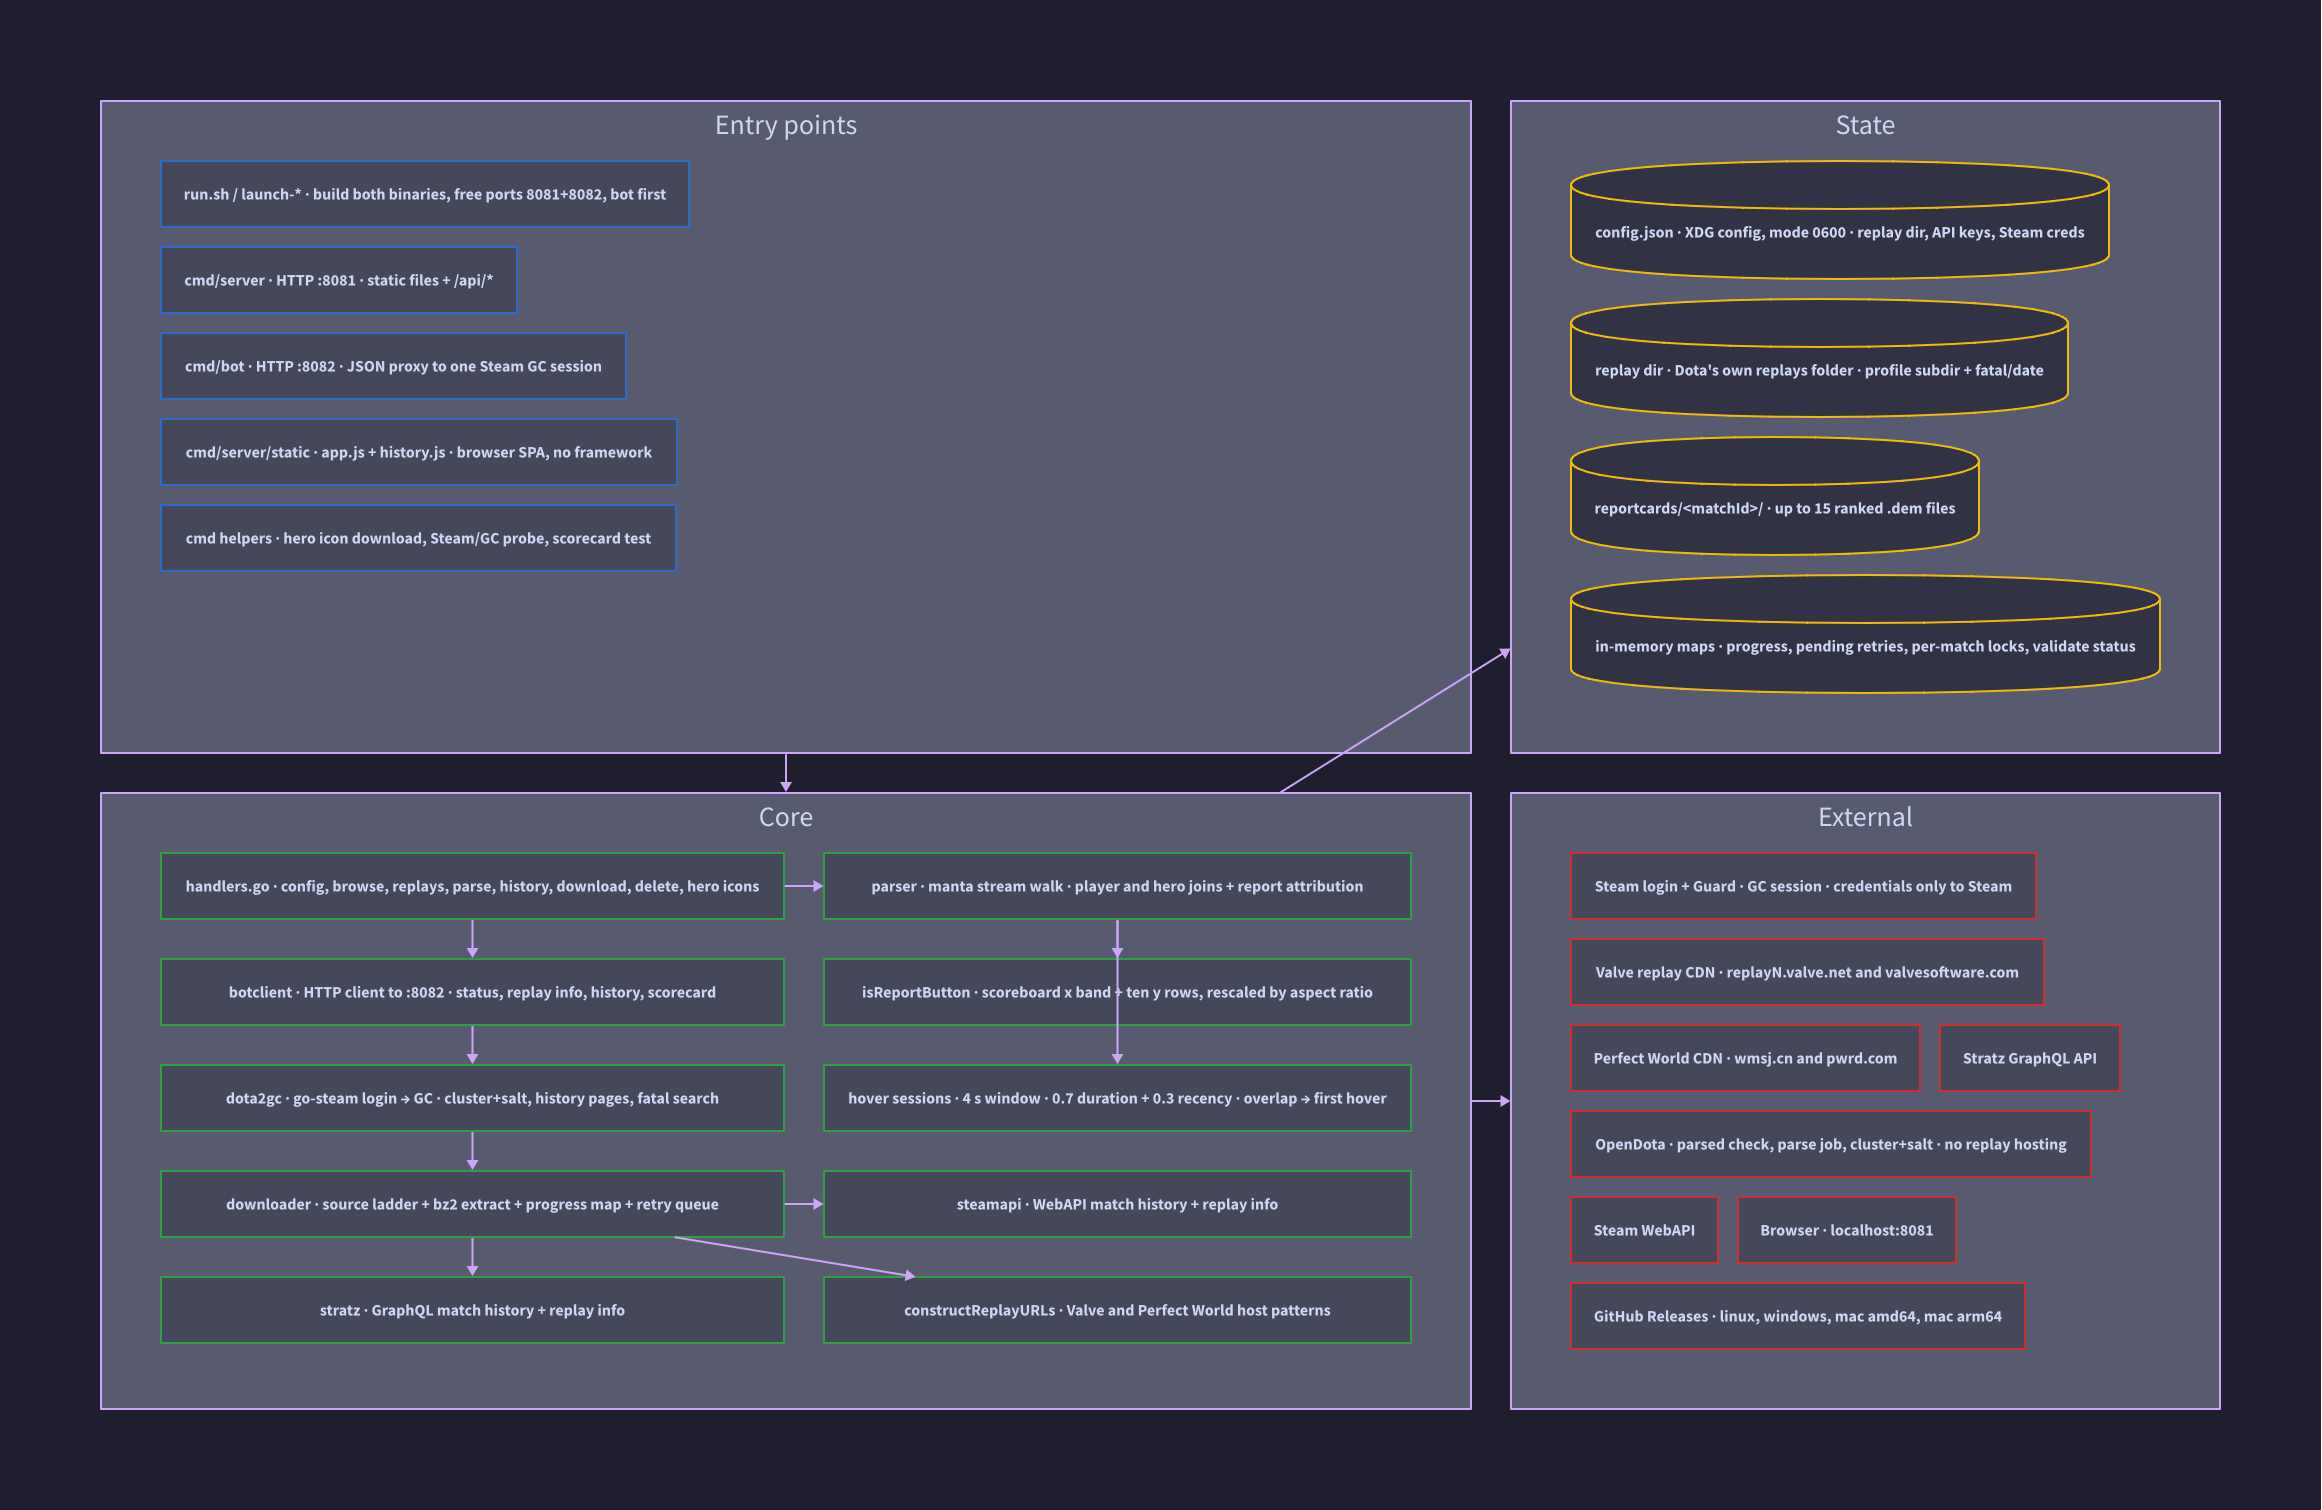 Entry points
run.sh / launch-* · build both binaries, free ports 8081+8082, bot first
cmd/server · HTTP :8081 · static files + /api/*
cmd/bot · HTTP :8082 · JSON proxy to one Steam GC session
cmd/server/static · app.js + history.js · browser SPA, no framework
cmd helpers · hero icon download, Steam/GC probe, scorecard test
State
config.json · XDG config, mode 0600 · replay dir, API keys, Steam creds
replay dir · Dota's own replays folder · profile subdir + fatal/date
reportcards/<matchId>/ · up to 15 ranked .dem files
in-memory maps · progress, pending retries, per-match locks, validate status
Core
handlers.go · config, browse, replays, parse, history, download, delete, hero icons
parser · manta stream walk · player and hero joins + report attribution
botclient · HTTP client to :8082 · status, replay info, history, scorecard
isReportButton · scoreboard x band + ten y rows, rescaled by aspect ratio
dota2gc · go-steam login → GC · cluster+salt, history pages, fatal search
hover sessions · 4 s window · 0.7 duration + 0.3 recency · overlap → first hover
downloader · source ladder + bz2 extract + progress map + retry queue
steamapi · WebAPI match history + replay info
stratz · GraphQL match history + replay info
constructReplayURLs · Valve and Perfect World host patterns
External
Steam login + Guard · GC session · credentials only to Steam
Valve replay CDN · replayN.valve.net and valvesoftware.com
Perfect World CDN · wmsj.cn and pwrd.com
Stratz GraphQL API
OpenDota · parsed check, parse job, cluster+salt · no replay hosting
Steam WebAPI
Browser · localhost:8081
GitHub Releases · linux, windows, mac amd64, mac arm64